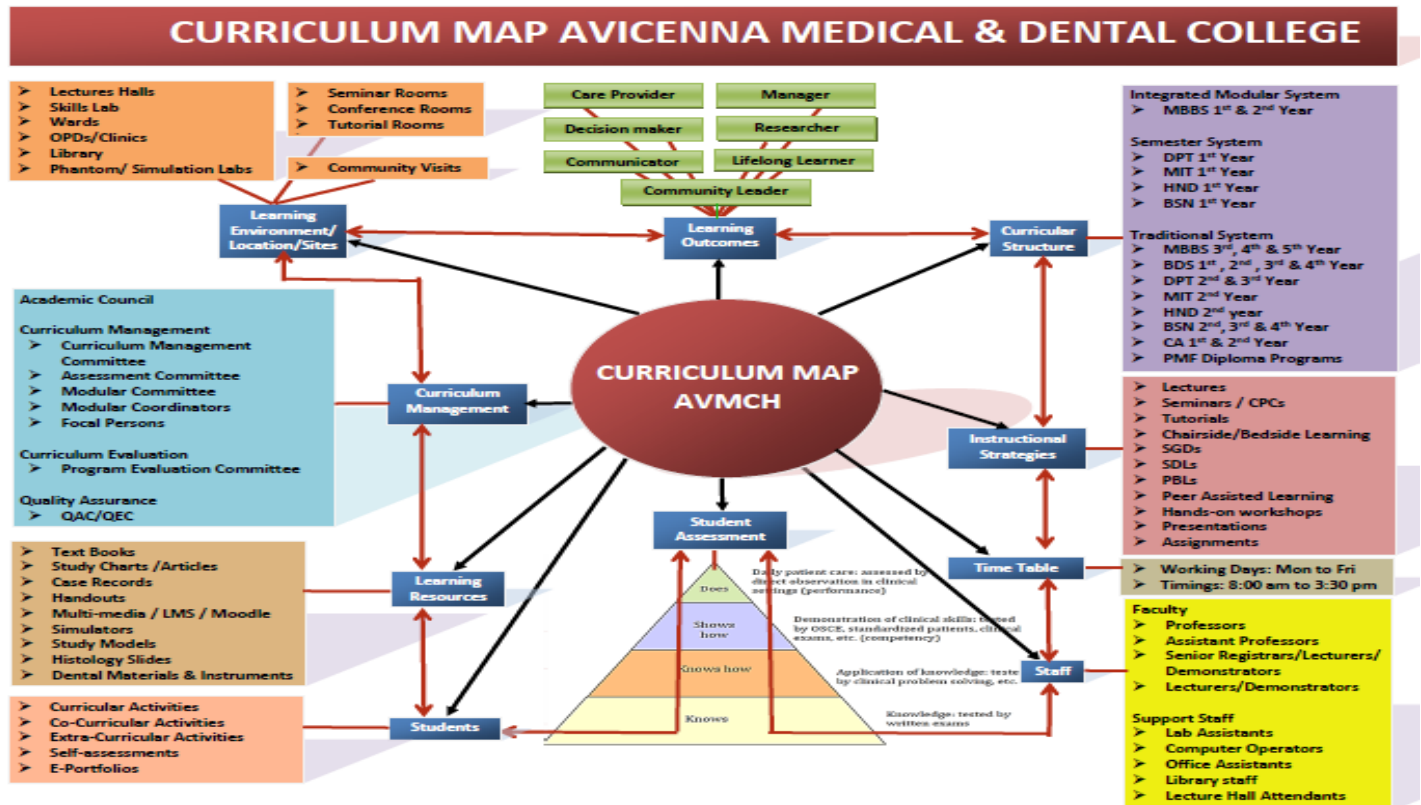 CURRICULUM MAP AVICENNA MEDICAL & DENTAL COLLEGE
➢ Lectures Halls
➢ Skills Lab
➢ Wards
➢ OPDs/Clinics
➢ Library
➢ Phantom/ Simulation Labs
➢ Seminar Rooms
➢ Conference Rooms
➢ Tutorial Rooms
➢ Community Visits
Care Provider
Manager
Decision maker
Researcher
Communicator
Lifelong Learner
Community Leader
Learning
Environment/
Location/Sites
Learning
Outcomes
Curricular
Structure
Integrated Modular System
➢ MBBS 1st & 2nd Year
Semester System
➢ DPT 1st Year
➢ MIT 1st Year
➢ HND 1st Year
➢ BSN 1st Year
Traditional System
➢ MBBS 3rd, 4th & 5th Year
➢ BDS 1st , 2nd , 3rd & 4th Year
➢ DPT 2nd & 3rd Year
➢ MIT 2nd Year
➢ HND 2nd year
➢ BSN 2nd, 3rd & 4th Year
➢ CA 1st & 2nd Year
➢ PMF Diploma Programs
Academic Council
Curriculum Management
➢ Curriculum Management
Committee
➢ Assessment Committee
➢ Modular Committee
➢ Modular Coordinators
➢ Focal Persons
Curriculum Evaluation
➢ Program Evaluation Committee
Quality Assurance
➢ QAC/QEC
Curriculum
Management
CURRICULUM MAP
AVMCH
Instructional
Strategies
➢ Lectures
➢ Seminars / CPCs
➢ Tutorials
➢ Chairside/Bedside Learning
➢ SGDs
➢ SDLs
➢ PBLs
➢ Peer Assisted Learning
➢ Hands-on workshops
➢ Presentations
➢ Assignments
Student
Assessment
➢ Text Books
➢ Study Charts /Articles
➢ Case Records
➢ Handouts
➢ Multi-media / LMS / Moodle
➢ Simulators
➢ Study Models
➢ Histology Slides
➢ Dental Materials & Instruments
Learning
Resources
Time Table
➢ Working Days: Mon to Fri
➢ Timings: 8:00 am to 3:30 pm
Does
Daily patient care: assessed by
direct observation in clinical
settings (performance)
Shows
how
Demonstration of clinical skills: tested
by OSCE, standardized patients, clinical
exams, etc. (competency)
Knows how
Application of knowledge: teste
by clinical problem solving, etc.
Knows
Knowledge: tested by
written exams
Staff
Faculty
➢ Professors
➢ Assistant Professors
➢ Senior Registrars/Lecturers/
Demonstrators
➢ Lecturers/Demonstrators
Support Staff
➢ Lab Assistants
➢ Computer Operators
➢ Office Assistants
➢ Library staff
➢ Lecture Hall Attendants
➢ Curricular Activities
➢ Co-Curricular Activities
➢ Extra-Curricular Activities
➢ Self-assessments
➢ E-Portfolios
Students